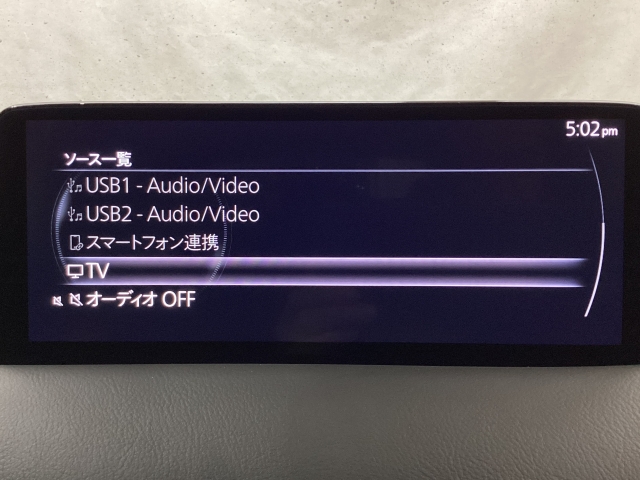 5:02pm
ソース一覧
USB1 - Audio/Video
USB2 - Audio/Video
スマートフォン連携
TV
オーディオ OFF